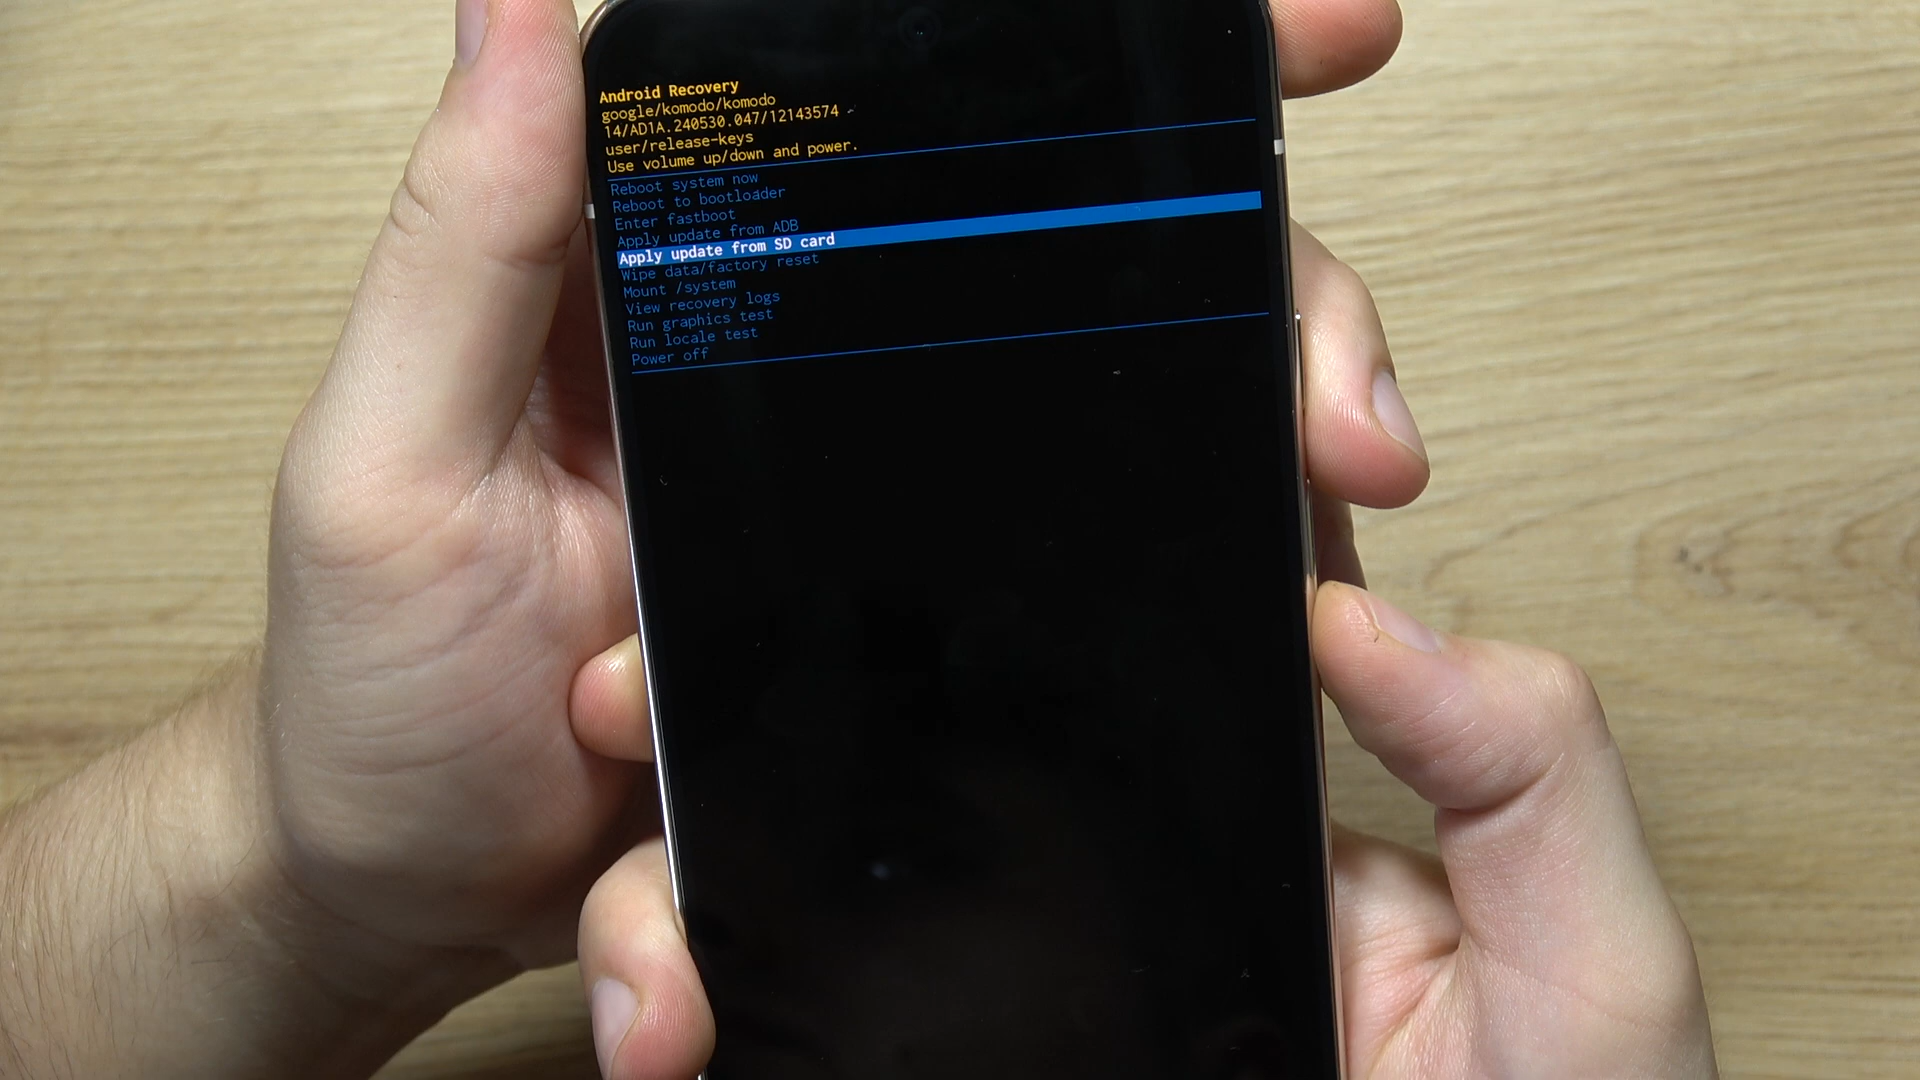 Android Recovery
google/komodo/komodo
14/AD1A.240530.047/12143574
user/release-keys
Use volume up/down and power.
Reboot system now
Reboot to bootloader
Enter fastboot
Apply update from ADB
Apply update from SD card
Wipe data/factory reset
Mount /system
View recovery logs
Run graphics test
Run locale test
Power off